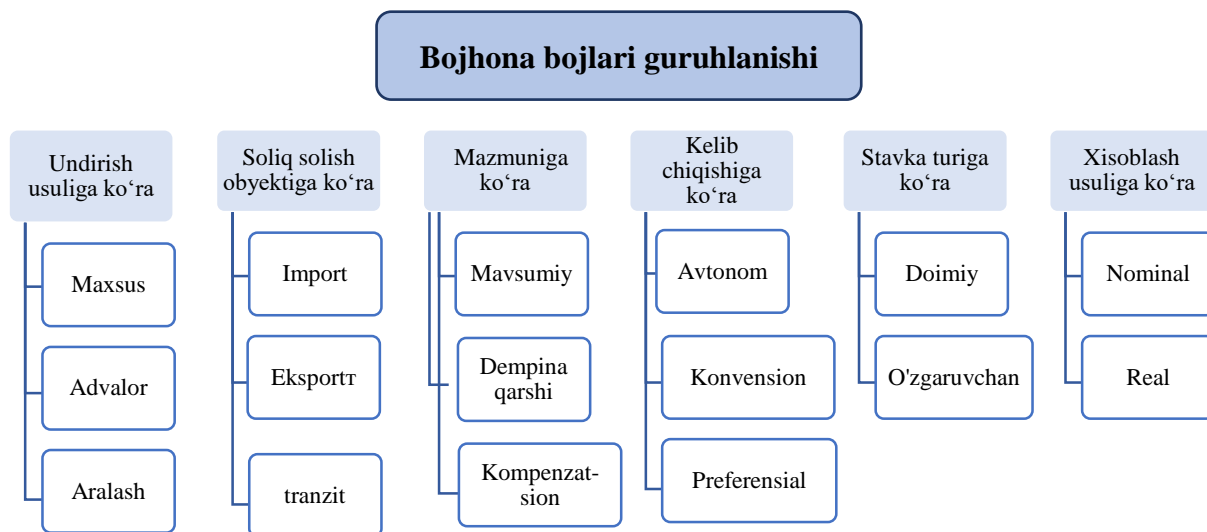 Bojhona bojlari guruhlanishi
Undirish
usuliga ko‘ra
Maxsus
Advalor
Aralash
Soliq solish
obyektiga ko‘ra
Import
Eksportт
tranzit
Mazmuniga
ko‘ra
Mavsumiy
Dempina
qarshi
Kompenzat-
sion
Kelib
chiqishiga
ko‘ra
Avtonom
Konvension
Preferensial
Stavka turiga
ko‘ra
Doimiy
O'zgaruvchan
Xisoblash
usuliga ko‘ra
Nominal
Real